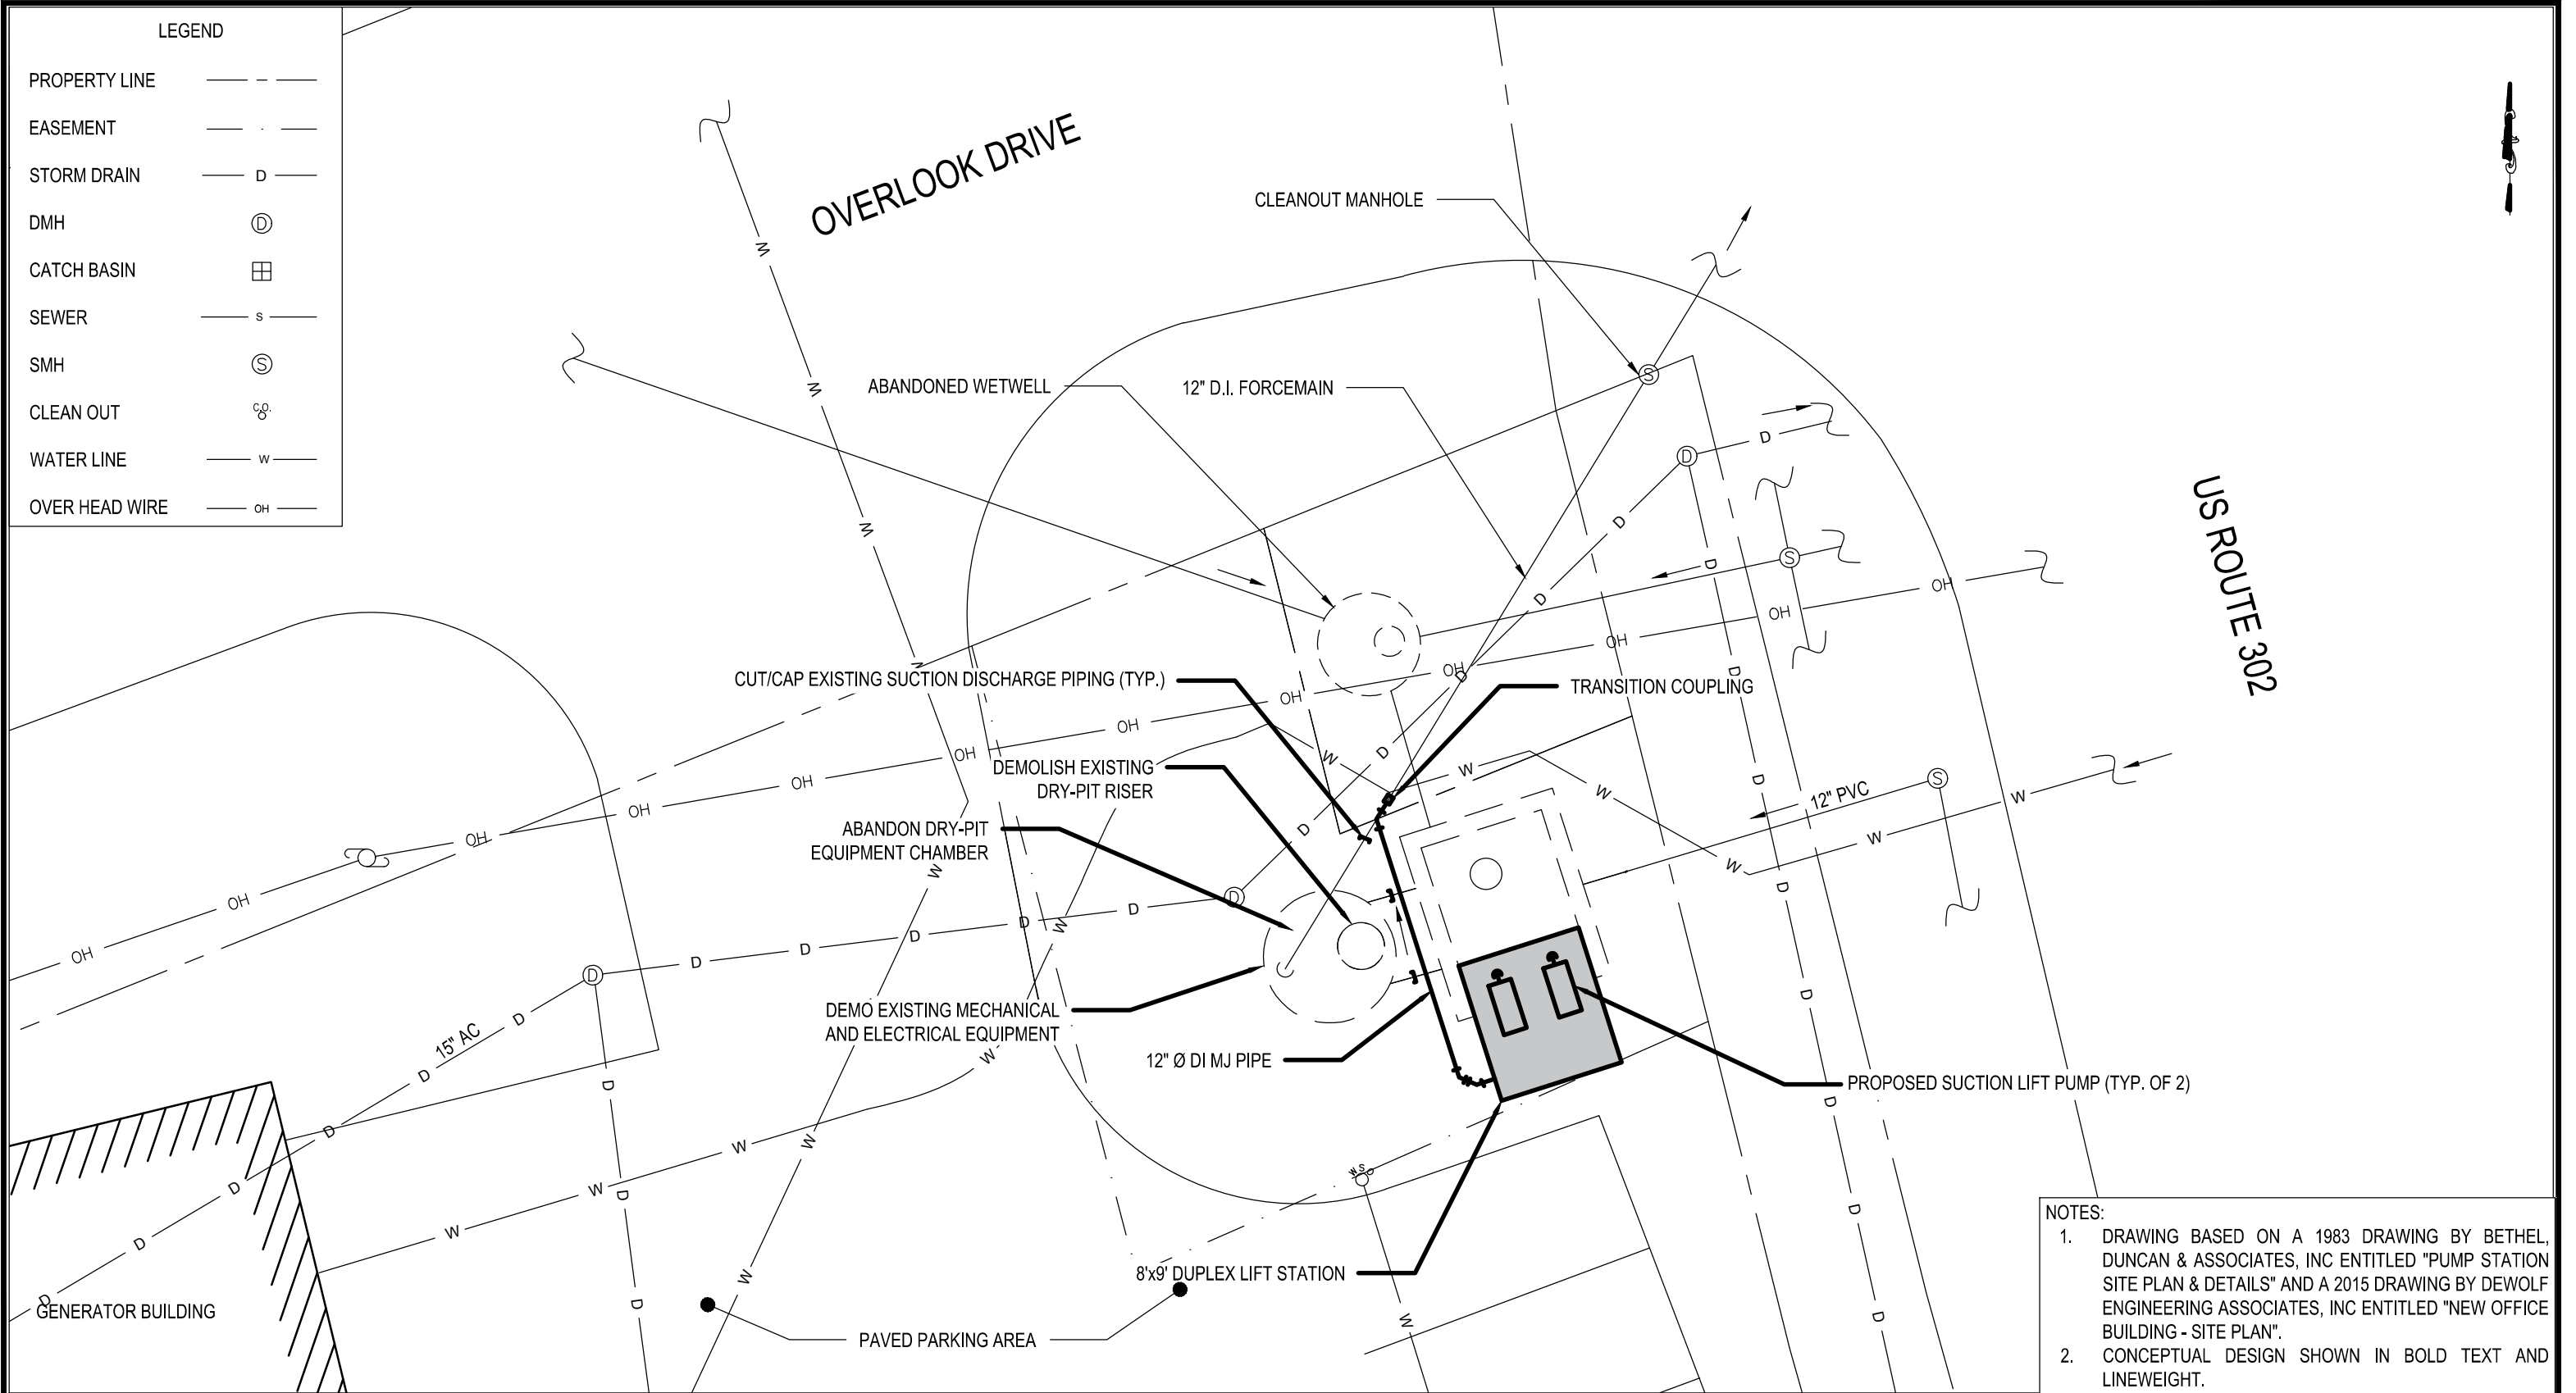 LEGEND
PROPERTY LINE
EASEMENT
STORM DRAIN D
DMH D
CATCH BASIN
SEWER S
SMH S
CLEAN OUT C.O.
WATER LINE W
OVER HEAD WIRE OH
OVERLOOK DRIVE
CLEANOUT MANHOLE
ABANDONED WETWELL
12" D.I. FORCEMAIN
US ROUTE 302
CUT/CAP EXISTING SUCTION DISCHARGE PIPING (TYP.)
TRANSITION COUPLING
DEMOLISH EXISTING
DRY-PIT RISER
12" PVC
ABANDON DRY-PIT
EQUIPMENT CHAMBER
DEMO EXISTING MECHANICAL
AND ELECTRICAL EQUIPMENT
15" AC
12" Ø DI MJ PIPE
PROPOSED SUCTION LIFT PUMP (TYP. OF 2)
WSO
8'x9' DUPLEX LIFT STATION
GENERATOR BUILDING
PAVED PARKING AREA
NOTES:
1. DRAWING BASED ON A 1983 DRAWING BY BETHEL,
DUNCAN & ASSOCIATES, INC ENTITLED "PUMP STATION
SITE PLAN & DETAILS" AND A 2015 DRAWING BY DEWOLF
ENGINEERING ASSOCIATES, INC ENTITLED "NEW OFFICE
BUILDING - SITE PLAN".
2. CONCEPTUAL DESIGN SHOWN IN BOLD TEXT AND
LINEWEIGHT.